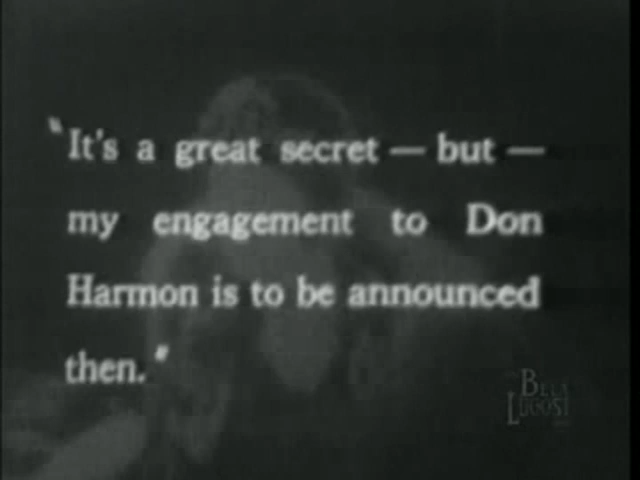 "It's a great secret — but —
my engagement to Don
Harmon is to be announced
then."
BELA
LUGOSI